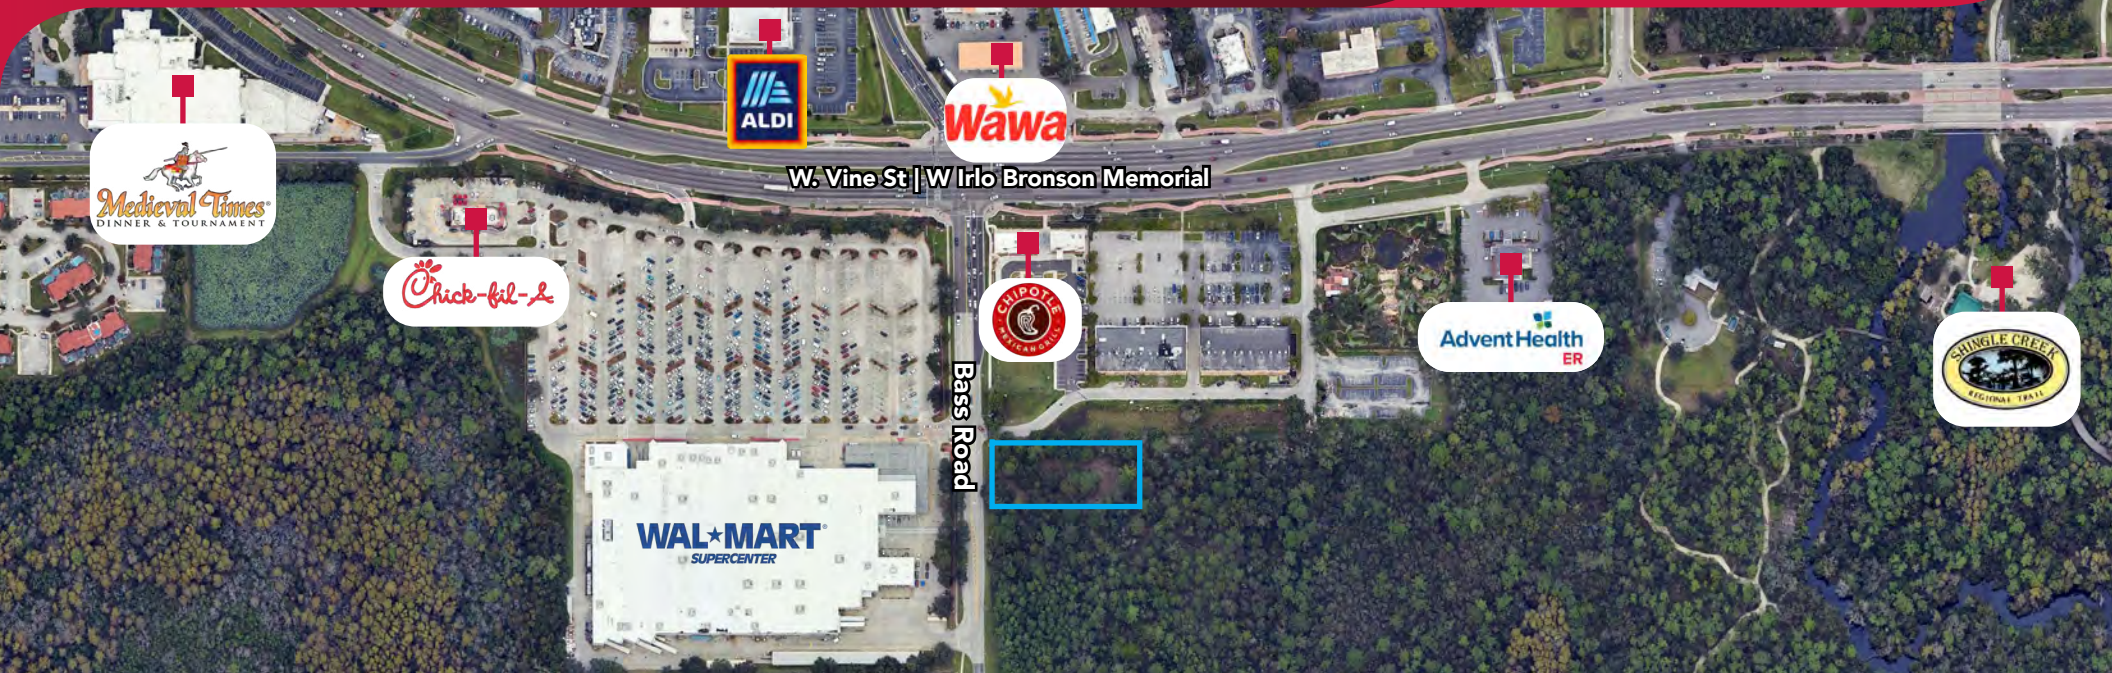 ALDI
Wawa
W. Vine St | W Irlo Bronson Memorial
Medieval Times
DINNER & TOURNAMENT
Chick-fil-A
CHIPOTLE
MEXICAN GRILL
AdventHealth
ER
SHINGLE CREEK
REGIONAL TRAIL
Bass Road
WAL★MART
SUPERCENTER